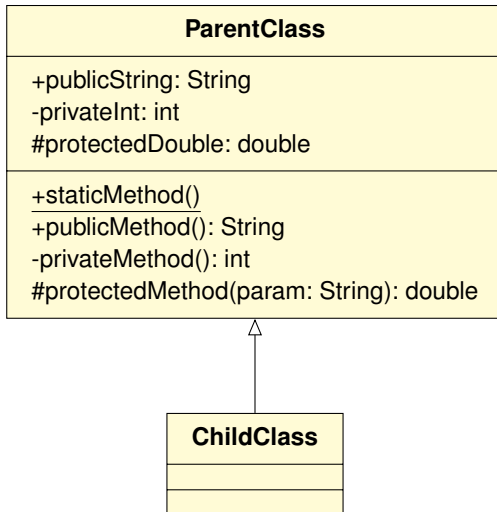 ParentClass
+publicString: String
-privateInt: int
#protectedDouble: double
+staticMethod()
+publicMethod(): String
-privateMethod(): int
#protectedMethod(param: String): double
ChildClass